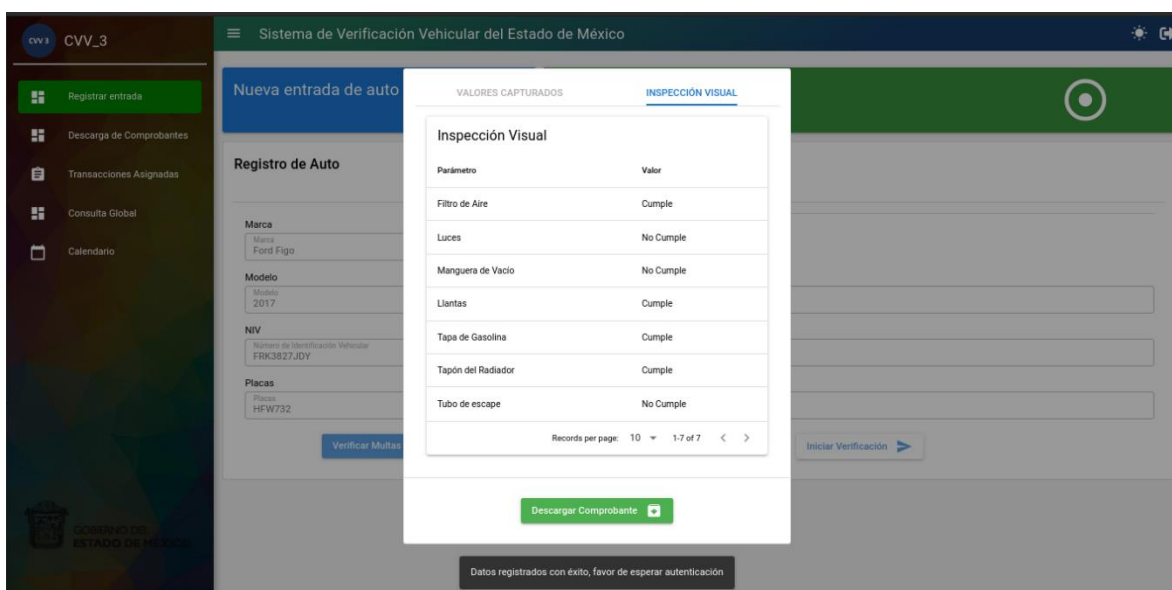 CVV 3
CVV_3
Sistema de Verificación Vehicular del Estado de México
Registrar entrada
Descarga de Comprobantes
Transacciones Asignadas
Consulta Global
Calendario
GOBIERNO DEL
ESTADO DE MÉXICO
Nueva entrada de auto
Registro de Auto
Marca
Marca
Ford Figo
Modelo
Modelo
2017
NIV
Número de Identificación Vehicular
FRK3827JDY
Placas
Placas
HFW732
Verificar Multas
Iniciar Verificación
VALORES CAPTURADOS INSPECCIÓN VISUAL
Inspección Visual
Parámetro Valor
Filtro de Aire Cumple
Luces No Cumple
Manguera de Vacío No Cumple
Llantas Cumple
Tapa de Gasolina Cumple
Tapón del Radiador Cumple
Tubo de escape No Cumple
Records per page: 10 1-7 of 7
Descargar Comprobante
Datos registrados con éxito, favor de esperar autenticación